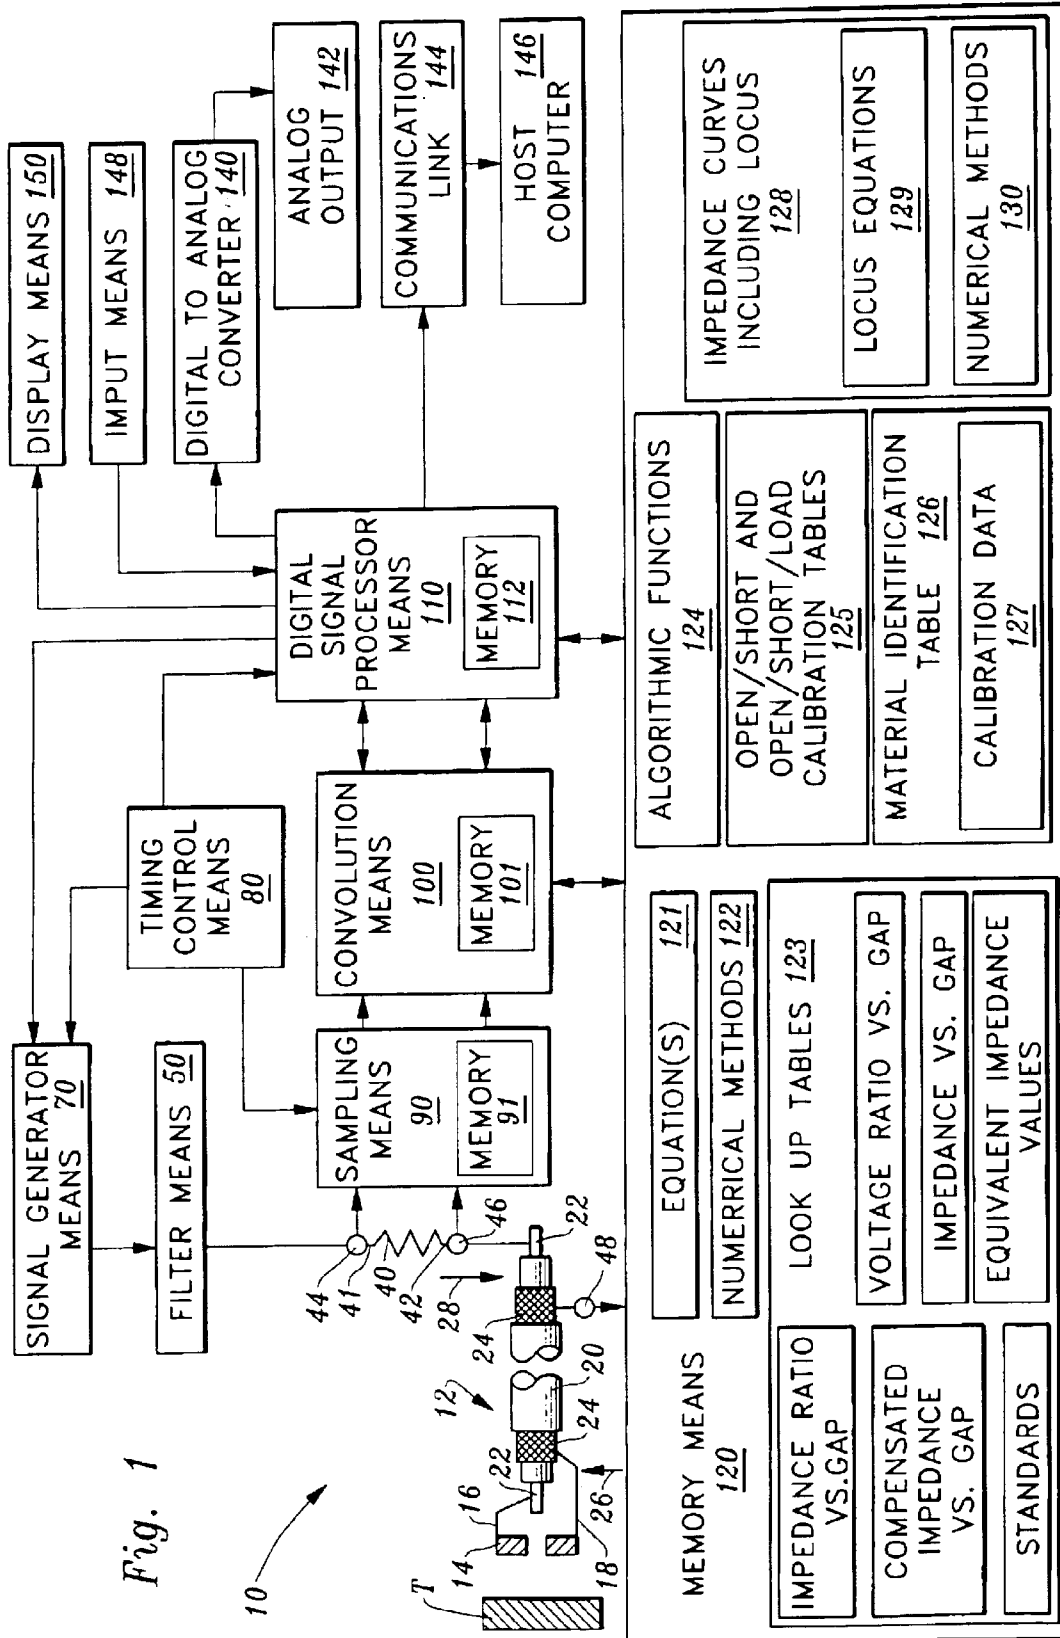 Fig. 1
10
SIGNAL GENERATOR
MEANS 70
FILTER MEANS 50
TIMING
CONTROL
MEANS
80
DISPLAY MEANS 150
IMPUT MEANS 148
DIGITAL TO ANALOG
CONVERTER 140
ANALOG
OUTPUT 142
COMMUNICATIONS
LINK 144
HOST 146
COMPUTER
DIGITAL
SIGNAL
PROCESSOR
MEANS
110
MEMORY
112
CONVOLUTION
MEANS
100
MEMORY
101
SAMPLING
MEANS
90
MEMORY
91
44
41
40
42
46
28
22
24
48
12
20
24
22
16
14
18
26
T
MEMORY MEANS
120
EQUATION(S) 121
NUMERRICAL METHODS 122
LOOK UP TABLES 123
IMPEDANCE RATIO
VS.GAP
VOLTAGE RATIO VS. GAP
COMPENSATED
IMPEDANCE
VS. GAP
IMPEDANCE VS. GAP
STANDARDS
EQUIVALENT IMPEDANCE
VALUES
ALGORITHMIC FUNCTIONS
124
OPEN/SHORT AND
OPEN/SHORT/LOAD
CALIBRATION TABLES
125
MATERIAL IDENTIFICATION
TABLE 126
CALIBRATION DATA
127
IMPEDANCE CURVES
INCLUDING LOCUS
128
LOCUS EQUATIONS
129
NUMERICAL METHODS
130